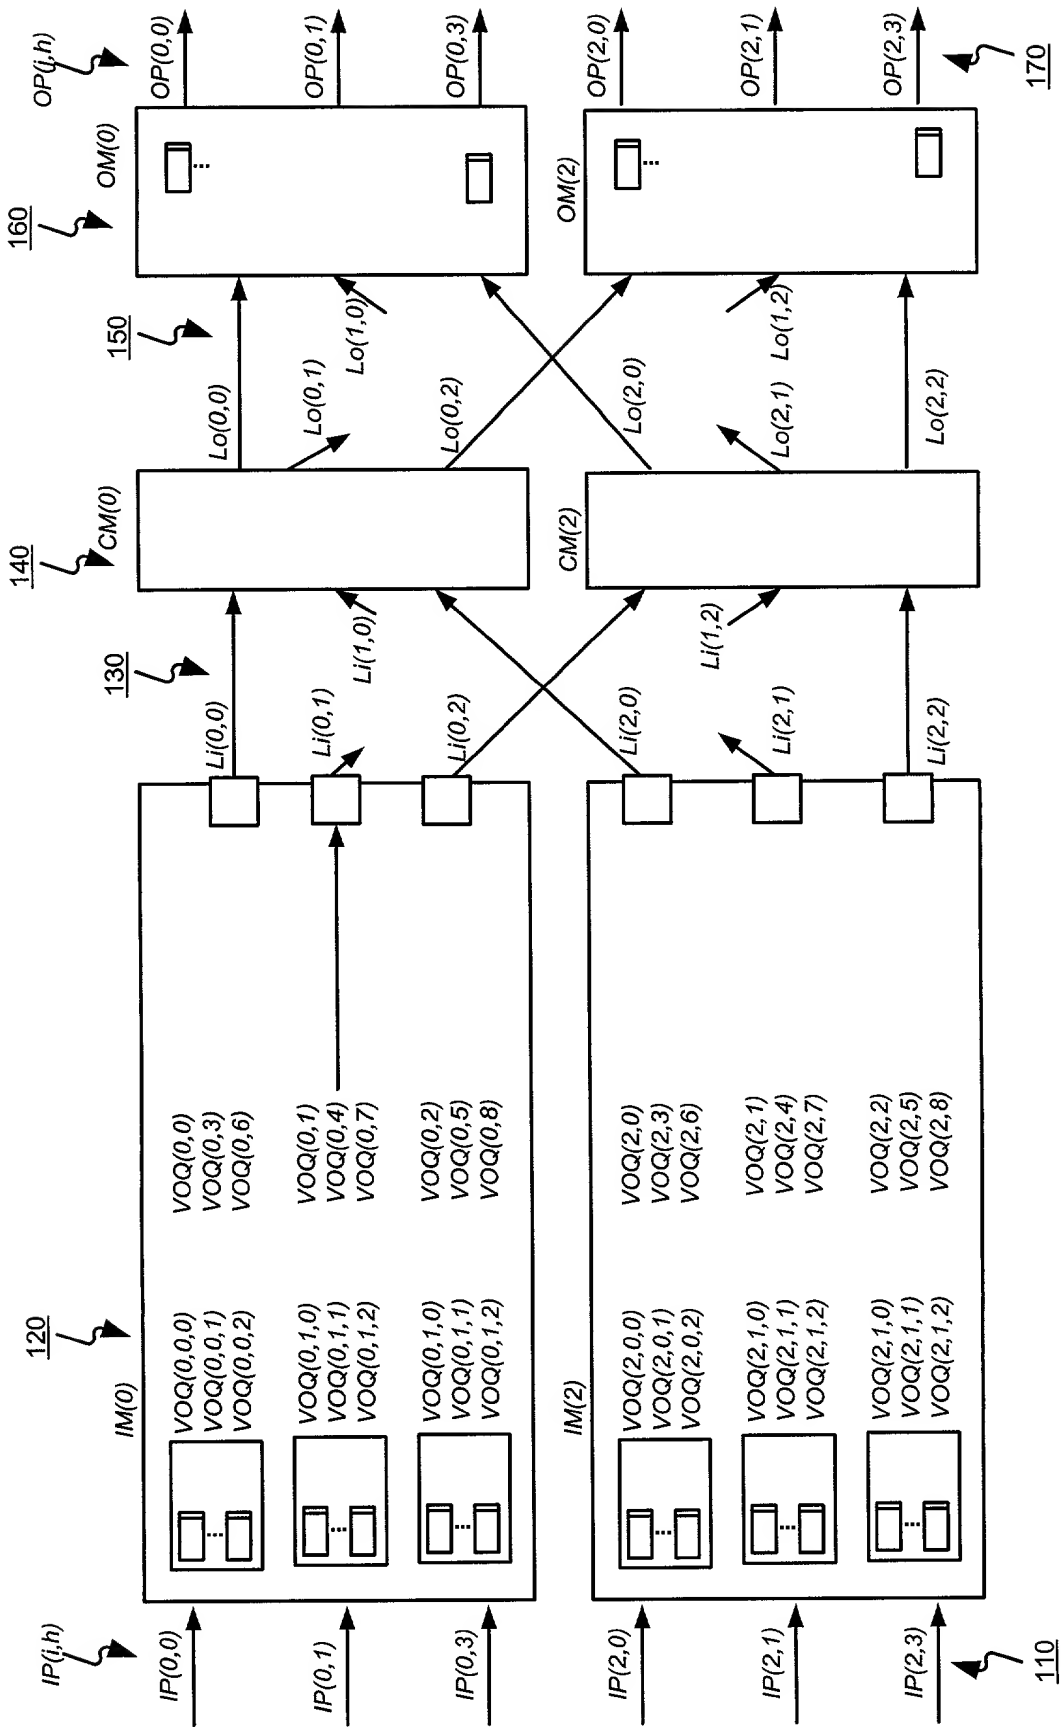 IP(i,h)
IP(0,0)
IP(0,1)
IP(0,3)
IP(2,0)
IP(2,1)
IP(2,3)
110
120
IM(0)
VOQ(0,0,0)
VOQ(0,0,1)
VOQ(0,0,2)
VOQ(0,1,0)
VOQ(0,1,1)
VOQ(0,1,2)
VOQ(0,1,0)
VOQ(0,1,1)
VOQ(0,1,2)
VOQ(0,0)
VOQ(0,3)
VOQ(0,6)
VOQ(0,1)
VOQ(0,4)
VOQ(0,7)
VOQ(0,2)
VOQ(0,5)
VOQ(0,8)
IM(2)
VOQ(2,0,0)
VOQ(2,0,1)
VOQ(2,0,2)
VOQ(2,1,0)
VOQ(2,1,1)
VOQ(2,1,2)
VOQ(2,1,0)
VOQ(2,1,1)
VOQ(2,1,2)
VOQ(2,0)
VOQ(2,3)
VOQ(2,6)
VOQ(2,1)
VOQ(2,4)
VOQ(2,7)
VOQ(2,2)
VOQ(2,5)
VOQ(2,8)
130
Li(0,0)
Li(0,1)
Li(0,2)
Li(2,0)
Li(2,1)
Li(2,2)
Li(1,0)
Li(1,2)
140
CM(0)
CM(2)
150
Lo(0,0)
Lo(0,1)
Lo(0,2)
Lo(2,0)
Lo(2,1)
Lo(2,2)
Lo(1,0)
Lo(1,2)
160
OM(0)
OM(2)
OP(j,h)
OP(0,0)
OP(0,1)
OP(0,3)
OP(2,0)
OP(2,1)
OP(2,3)
170